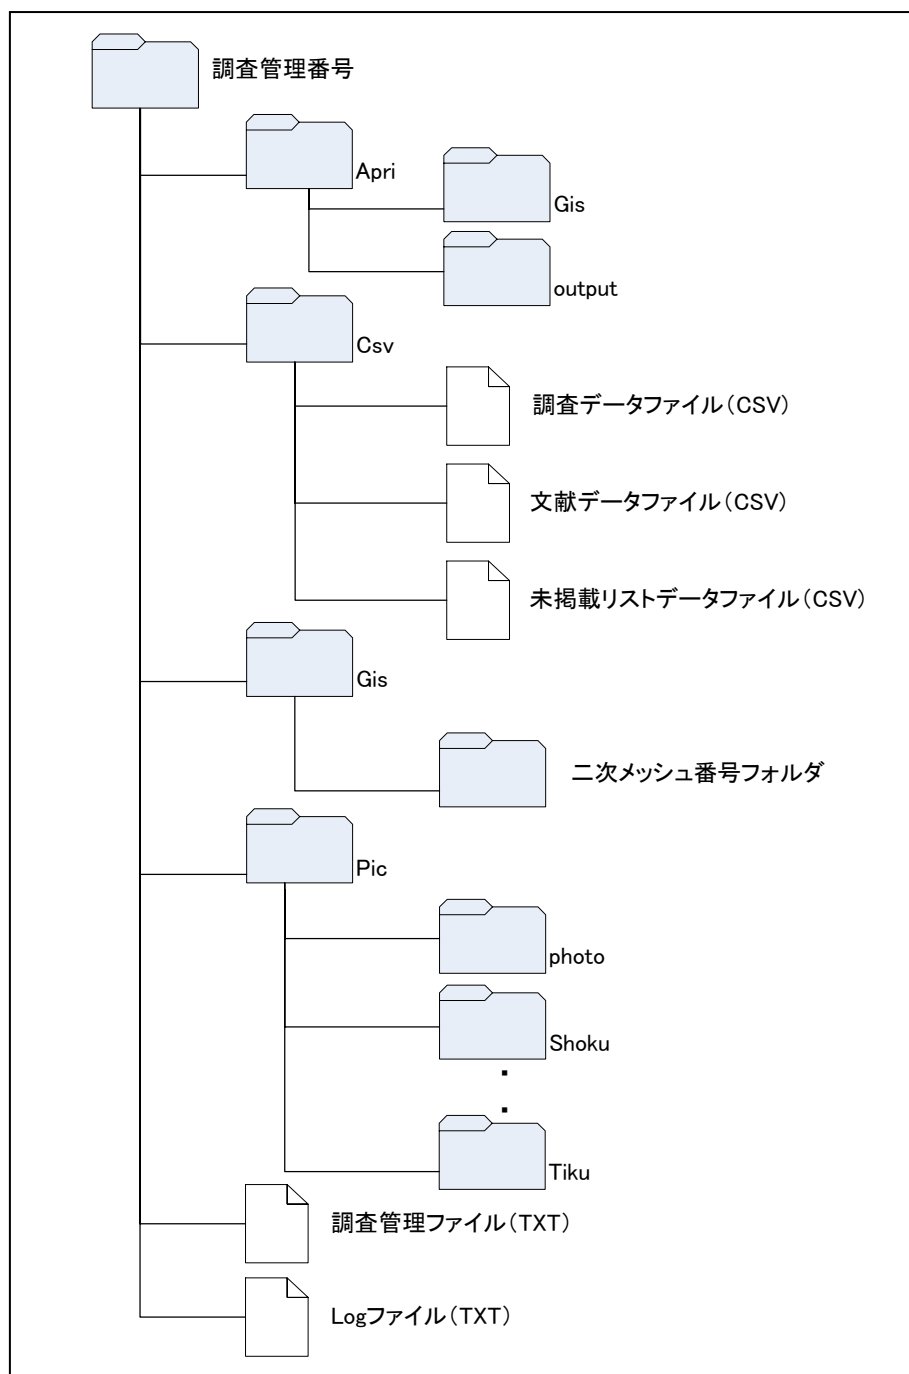 調査管理番号
Apri
Gis
output
Csv
調査データファイル(CSV)
文献データファイル(CSV)
未掲載リストデータファイル(CSV)
Gis
二次メッシュ番号フォルダ
Pic
photo
Shoku
Tiku
調査管理ファイル(TXT)
Logファイル(TXT)